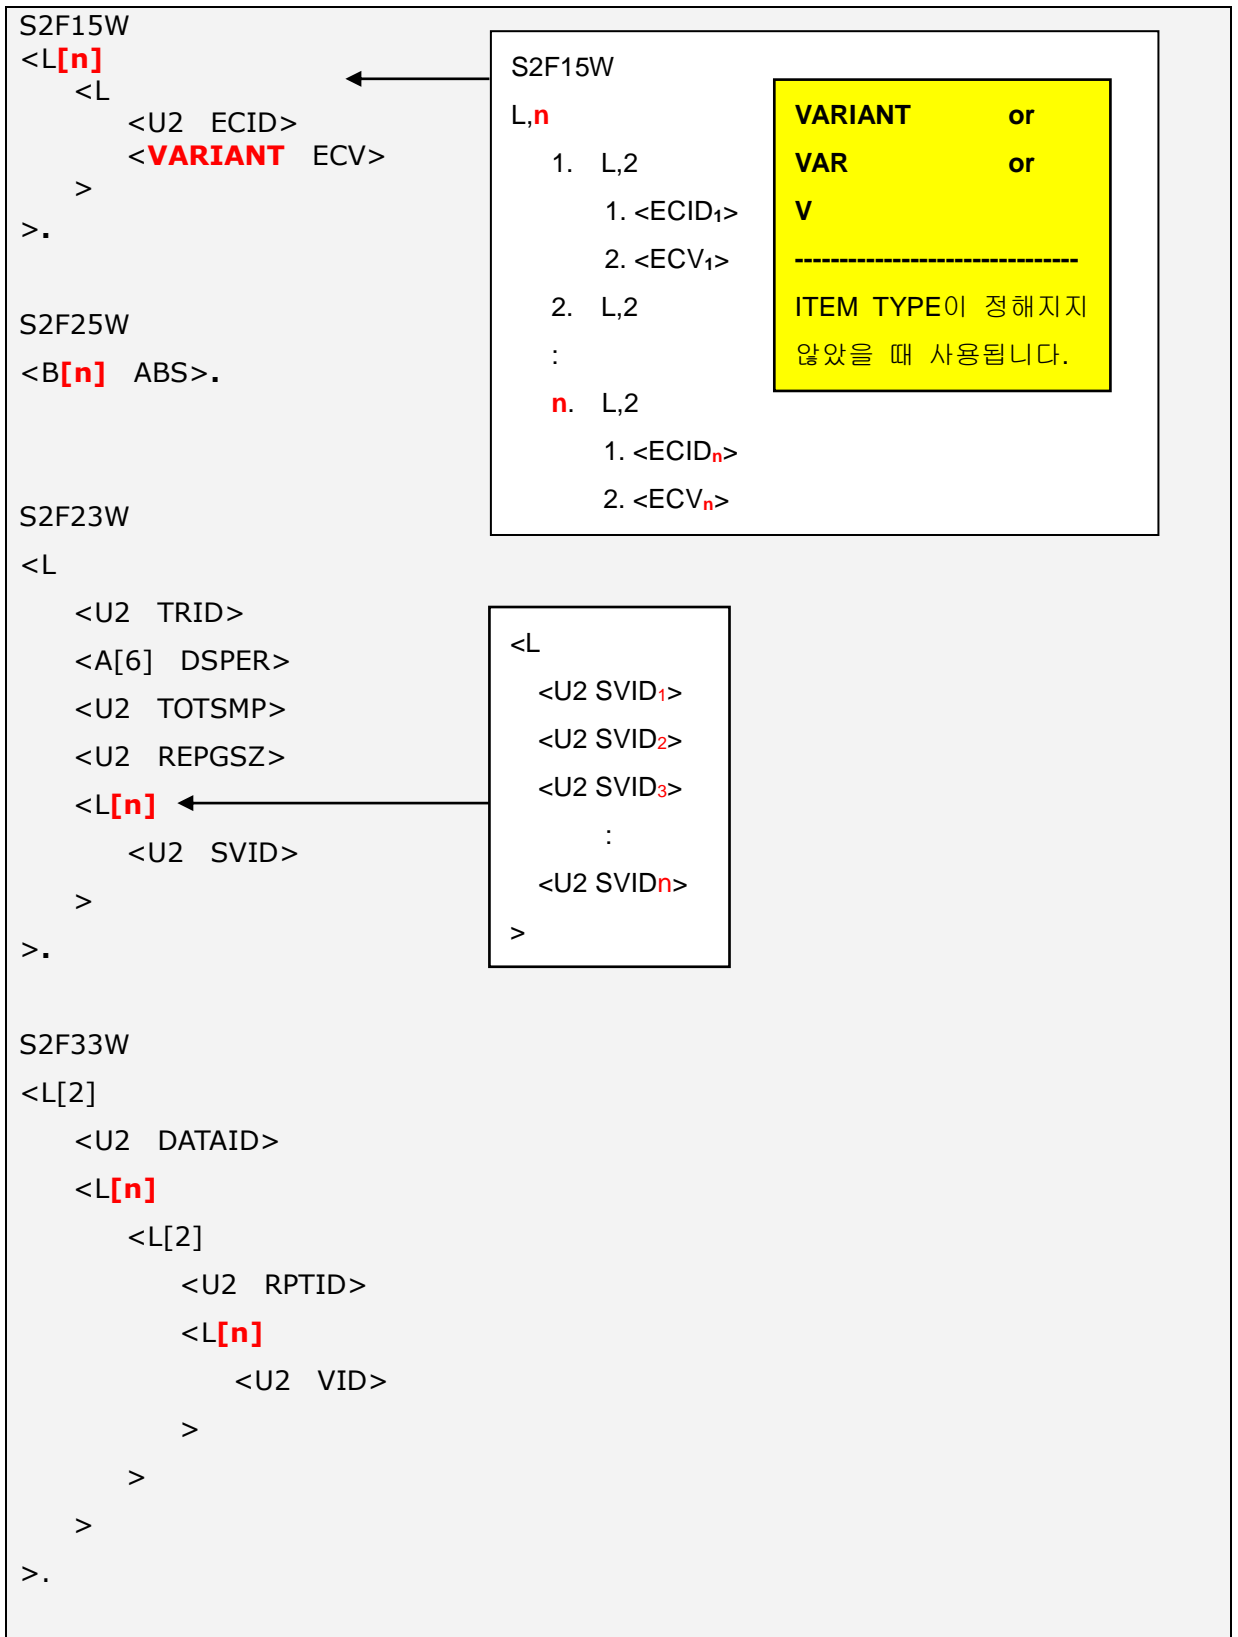 S2F15W
<L[n]
<L
<U2 ECID>
<VARIANT ECV>
>
>.
S2F15W
L,n
1. L,2
1. <ECID1>
2. <ECV1>
2. L,2
:
n. L,2
1. <ECIDn>
2. <ECVn>
VARIANT or
VAR or
V
--------------------------------
ITEM TYPE이 정해지지
않았을 때 사용됩니다.
S2F25W
<B[n] ABS>.
S2F23W
<L
<U2 TRID>
<A[6] DSPER>
<U2 TOTSMP>
<U2 REPGSZ>
<L[n]
<U2 SVID>
>
>.
<L
<U2 SVID1>
<U2 SVID2>
<U2 SVID3>
:
<U2 SVIDn>
>
S2F33W
<L[2]
<U2 DATAID>
<L[n]
<L[2]
<U2 RPTID>
<L[n]
<U2 VID>
>
>
>
>.